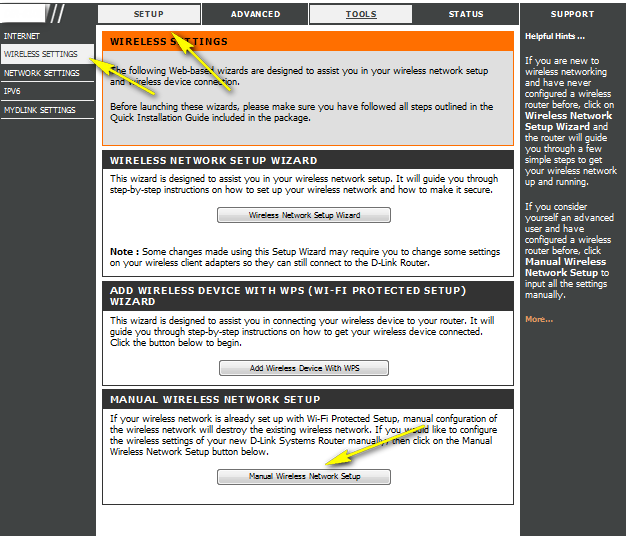 SETUP
ADVANCED
TOOLS
STATUS
SUPPORT
INTERNET
WIRELESS SETTINGS
NETWORK SETTINGS
IPV6
MYDLINK SETTINGS
WIRELESS SETTINGS
The following Web-based wizards are designed to assist you in your wireless network setup
and wireless device connection.
Before launching these wizards, please make sure you have followed all steps outlined in the
Quick Installation Guide included in the package.
WIRELESS NETWORK SETUP WIZARD
This wizard is designed to assist you in your wireless network setup. It will guide you through
step-by-step instructions on how to set up your wireless network and how to make it secure.
Wireless Network Setup Wizard
Note : Some changes made using this Setup Wizard may require you to change some settings
on your wireless client adapters so they can still connect to the D-Link Router.
ADD WIRELESS DEVICE WITH WPS (WI-FI PROTECTED SETUP)
WIZARD
This wizard is designed to assist you in connecting your wireless device to your router. It will
guide you through step-by-step instructions on how to get your wireless device connected.
Click the button below to begin.
Add Wireless Device With WPS
MANUAL WIRELESS NETWORK SETUP
If your wireless network is already set up with Wi-Fi Protected Setup, manual confguration of
the wireless network will destroy the existing wireless network. If you would like to configure
the wireless settings of your new D-Link Systems Router manually, then click on the Manual
Wireless Network Setup button below.
Manual Wireless Network Setup
Helpful Hints ...
If you are new to
wireless networking
and have never
configured a wireless
router before, click on
Wireless Network
Setup Wizard and
the router will guide
you through a few
simple steps to get
your wireless network
up and running.
If you consider
yourself an advanced
user and have
configured a wireless
router before, click
Manual Wireless
Network Setup to
input all the settings
manually.
More...